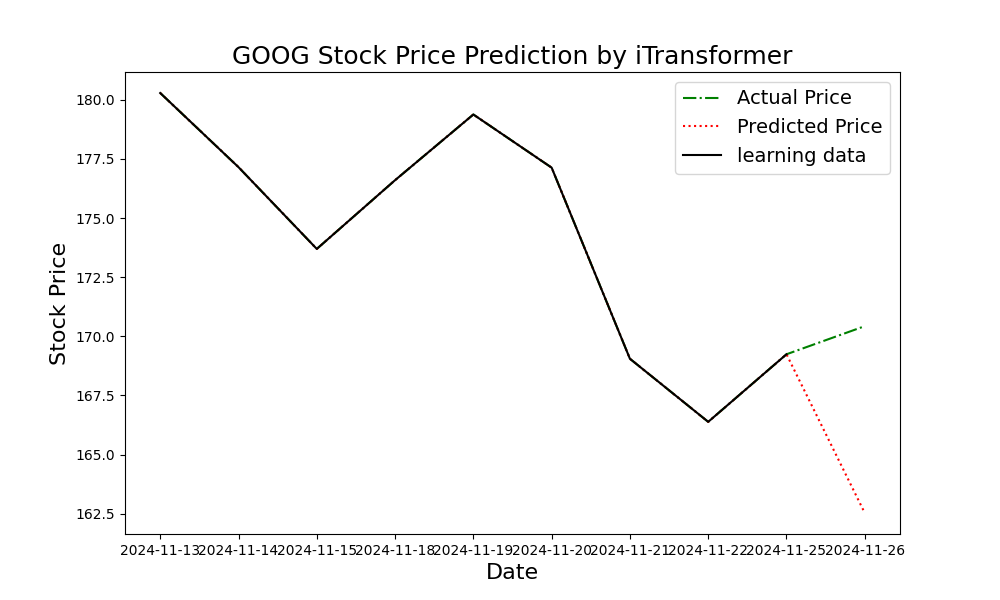 GOOG Stock Price Prediction by iTransformer
Actual Price
Predicted Price
learning data
Stock Price
180.0
177.5
175.0
172.5
170.0
167.5
165.0
162.5
2024-11-13 2024-11-14 2024-11-15 2024-11-18 2024-11-19 2024-11-20 2024-11-21 2024-11-22 2024-11-25 2024-11-26
Date